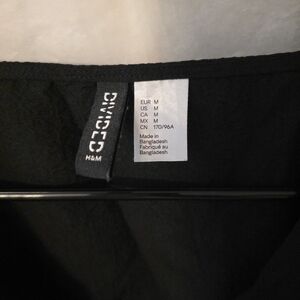 DIVIDED
H&M
EUR M
US M
CA M
MX M
CN 170/96A
Made in
Bangladesh
Fabriqué au
Bangladesh